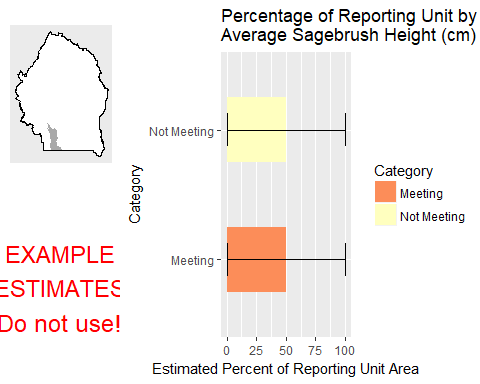 Percentage of Reporting Unit by
Average Sagebrush Height (cm)
Not Meeting
Meeting
Category
0 25 50 75 100
Estimated Percent of Reporting Unit Area
Category
Meeting
Not Meeting
EXAMPLE
ESTIMATES
Do not use!